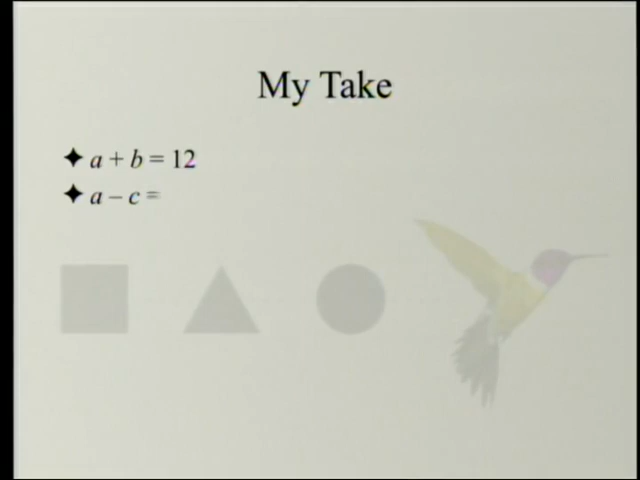 My Take
✦ a + b = 12
✦ a – c =